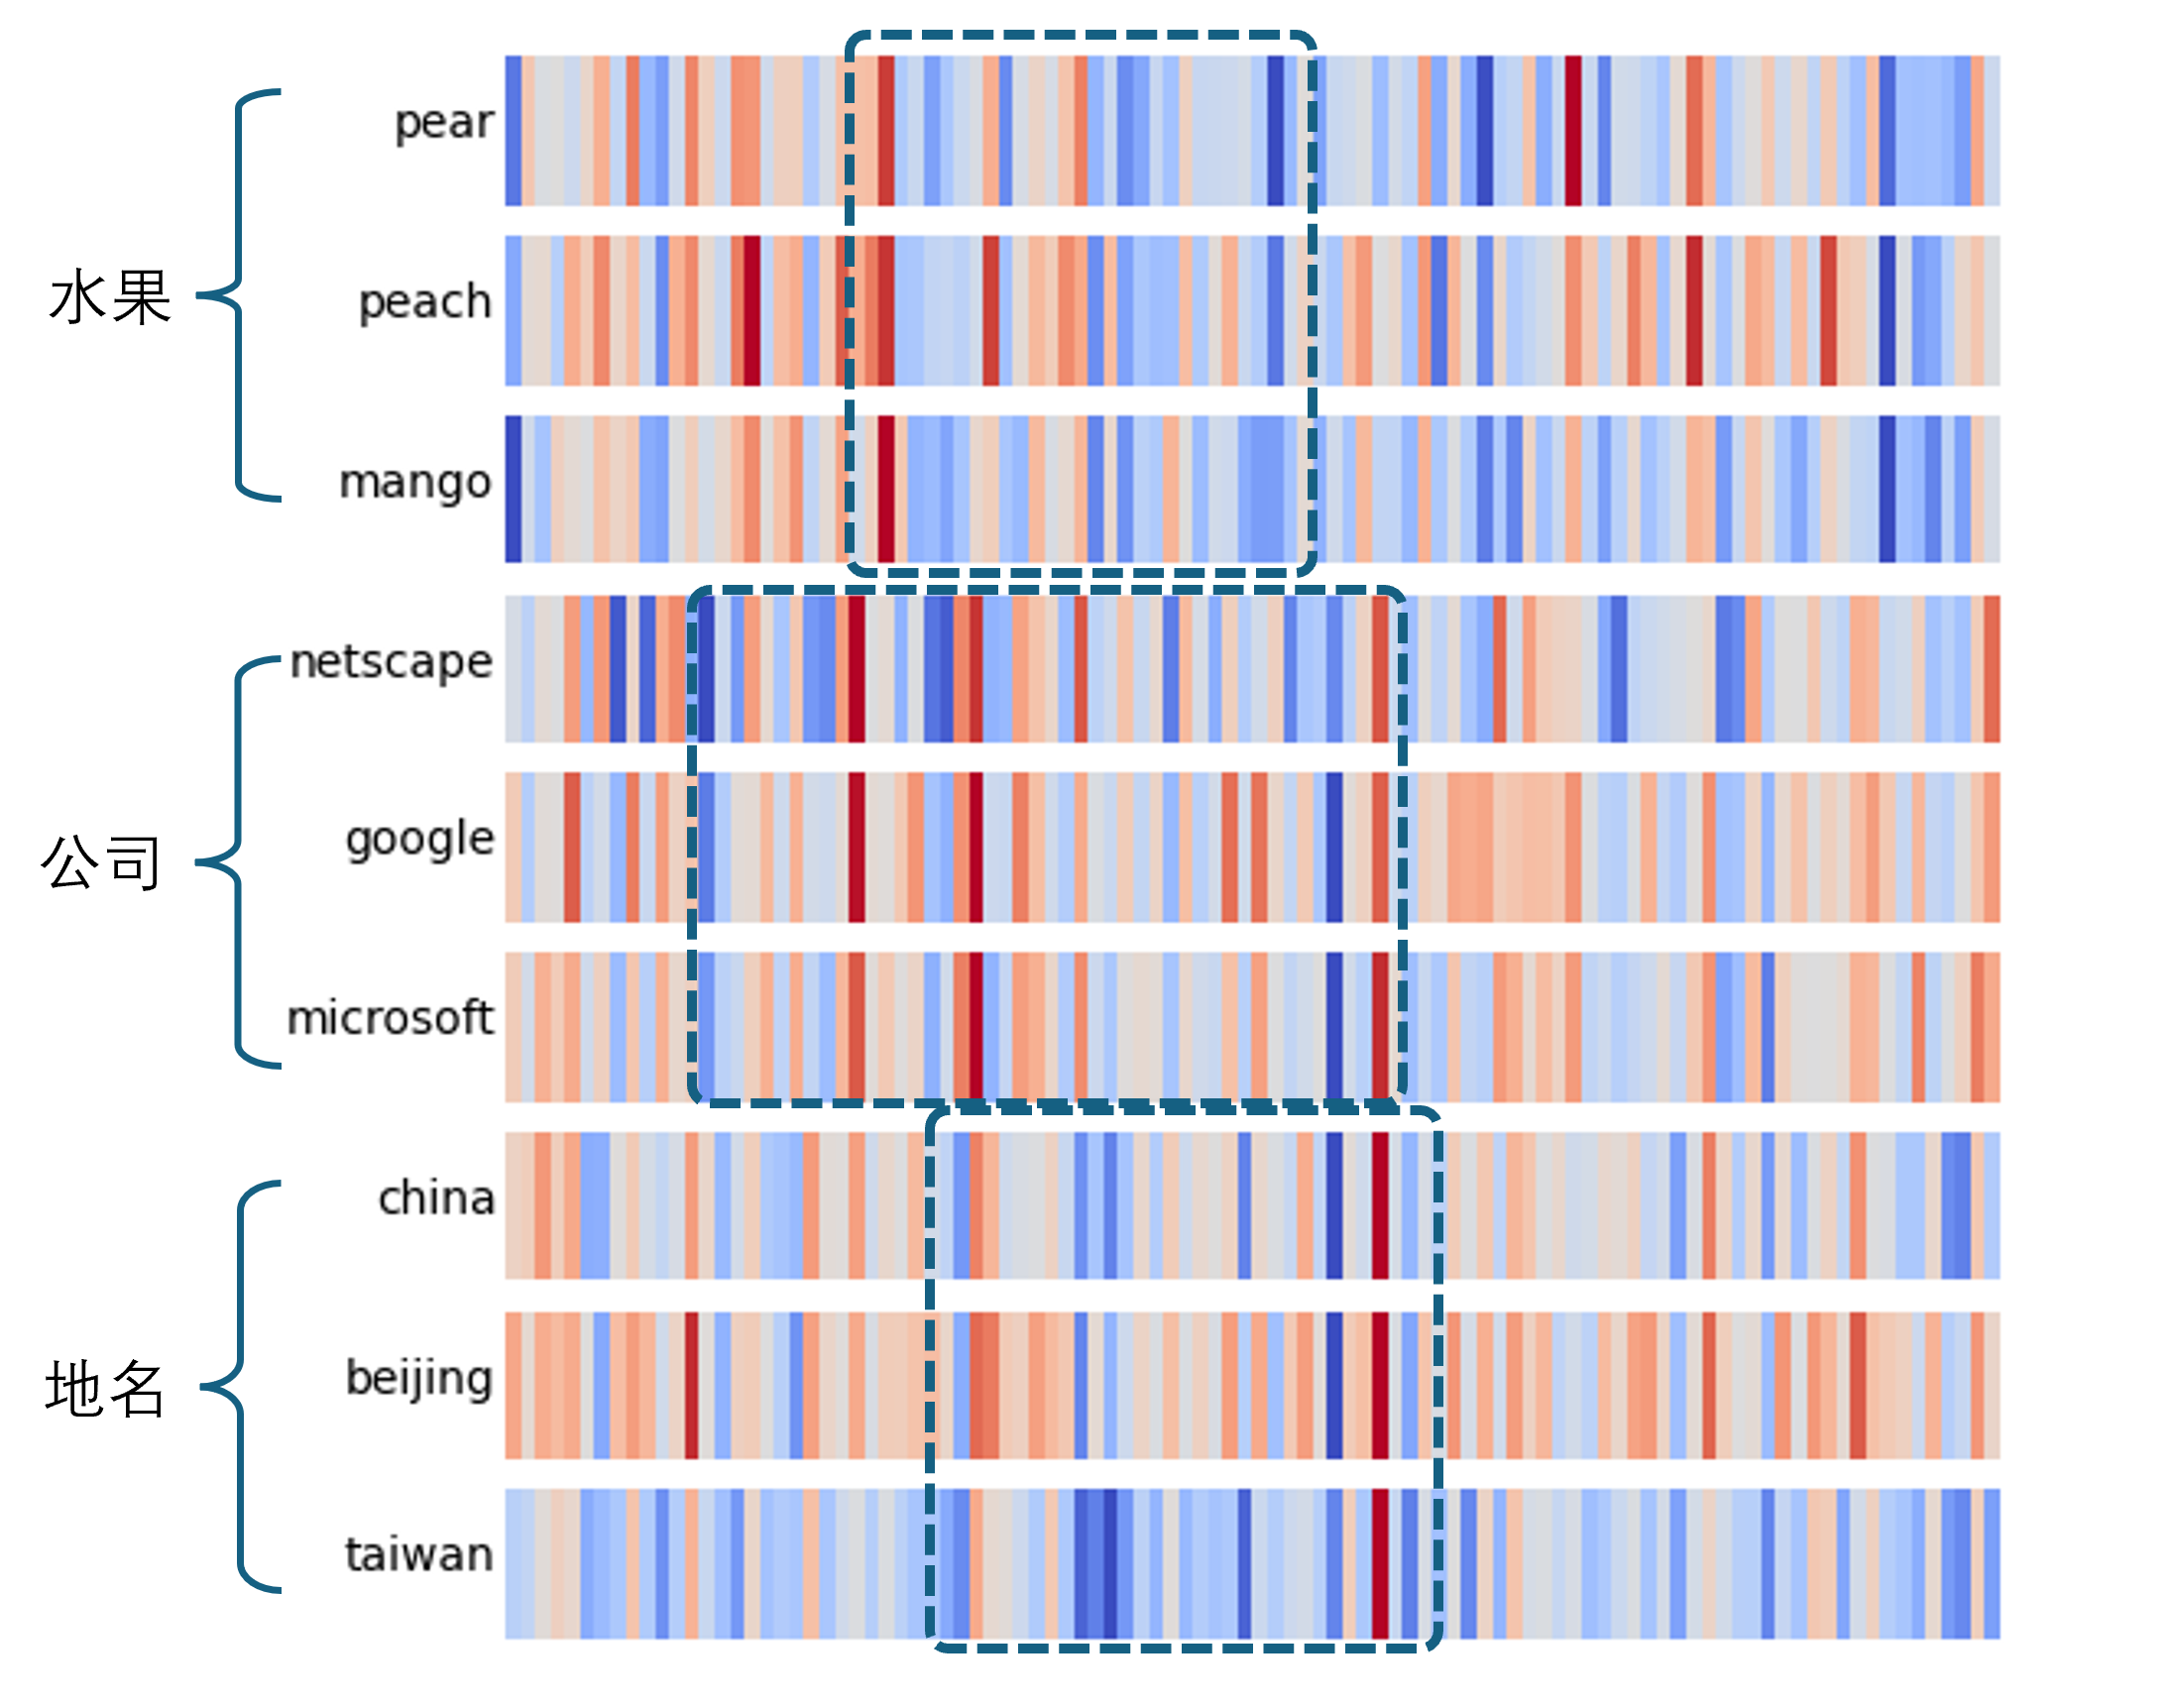 水果
pear
peach
mango
公司
netscape
google
microsoft
地名
china
beijing
taiwan